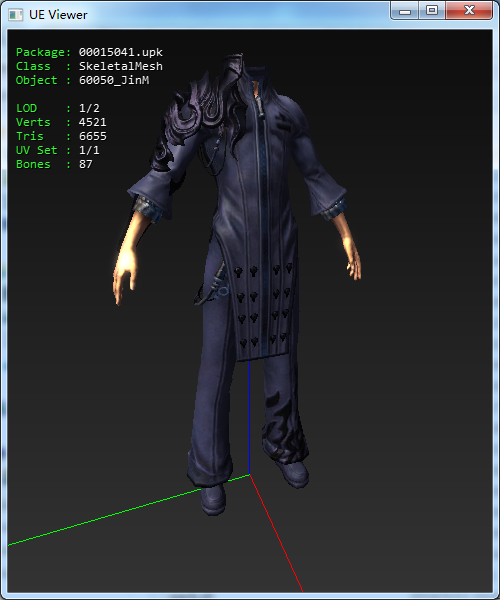 UE Viewer
Package: 00015041.upk
Class : SkeletalMesh
Object : 60050_JinM
LOD : 1/2
Verts : 4521
Tris : 6655
UV Set : 1/1
Bones : 87